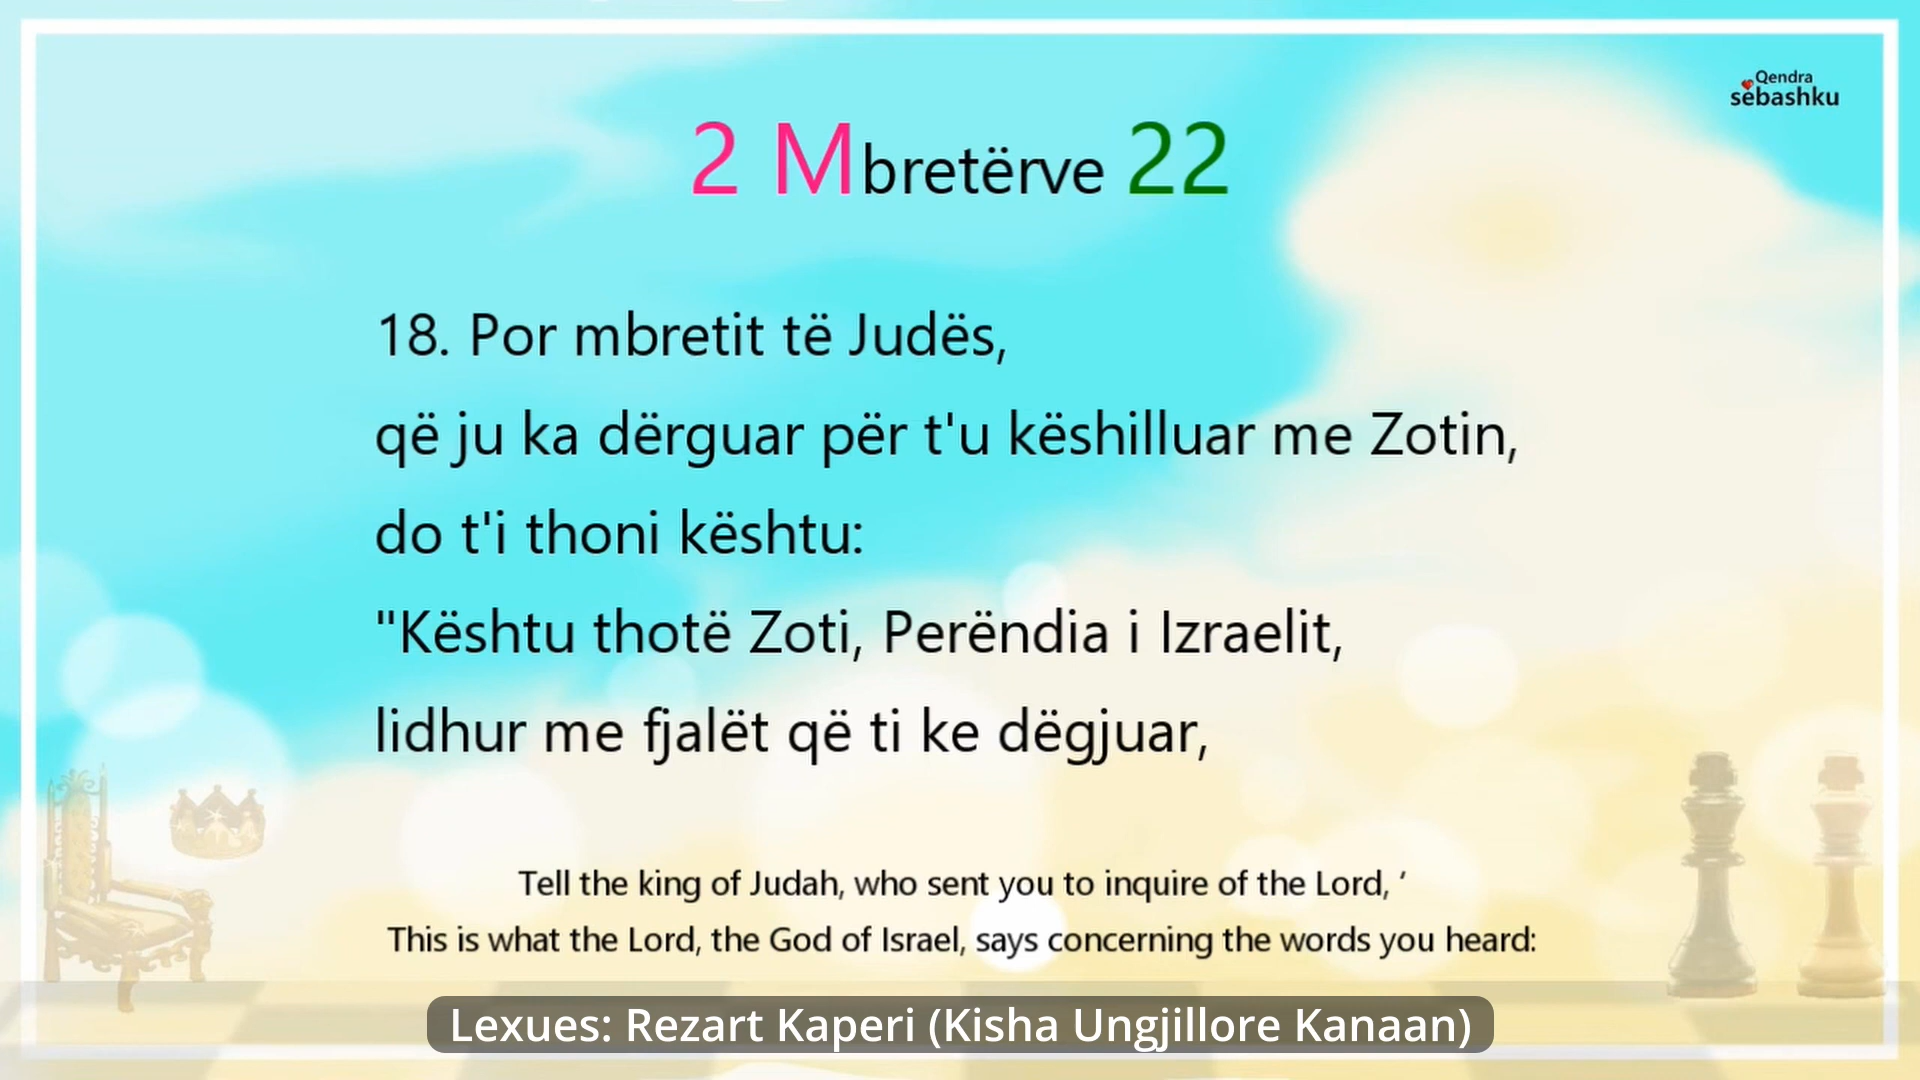 Qendra
sëbashku
2 Mbretërve 22
18. Por mbretit të Judës,
që ju ka dërguar për t'u këshilluar me Zotin,
do t'i thoni kështu:
"Kështu thotë Zoti, Perëndia i Izraelit,
lidhur me fjalët që ti ke dëgjuar,
Tell the king of Judah, who sent you to inquire of the Lord, ‘
This is what the Lord, the God of Israel, says concerning the words you heard:
Lexues: Rezart Kaperi (Kisha Ungjillore Kanaan)